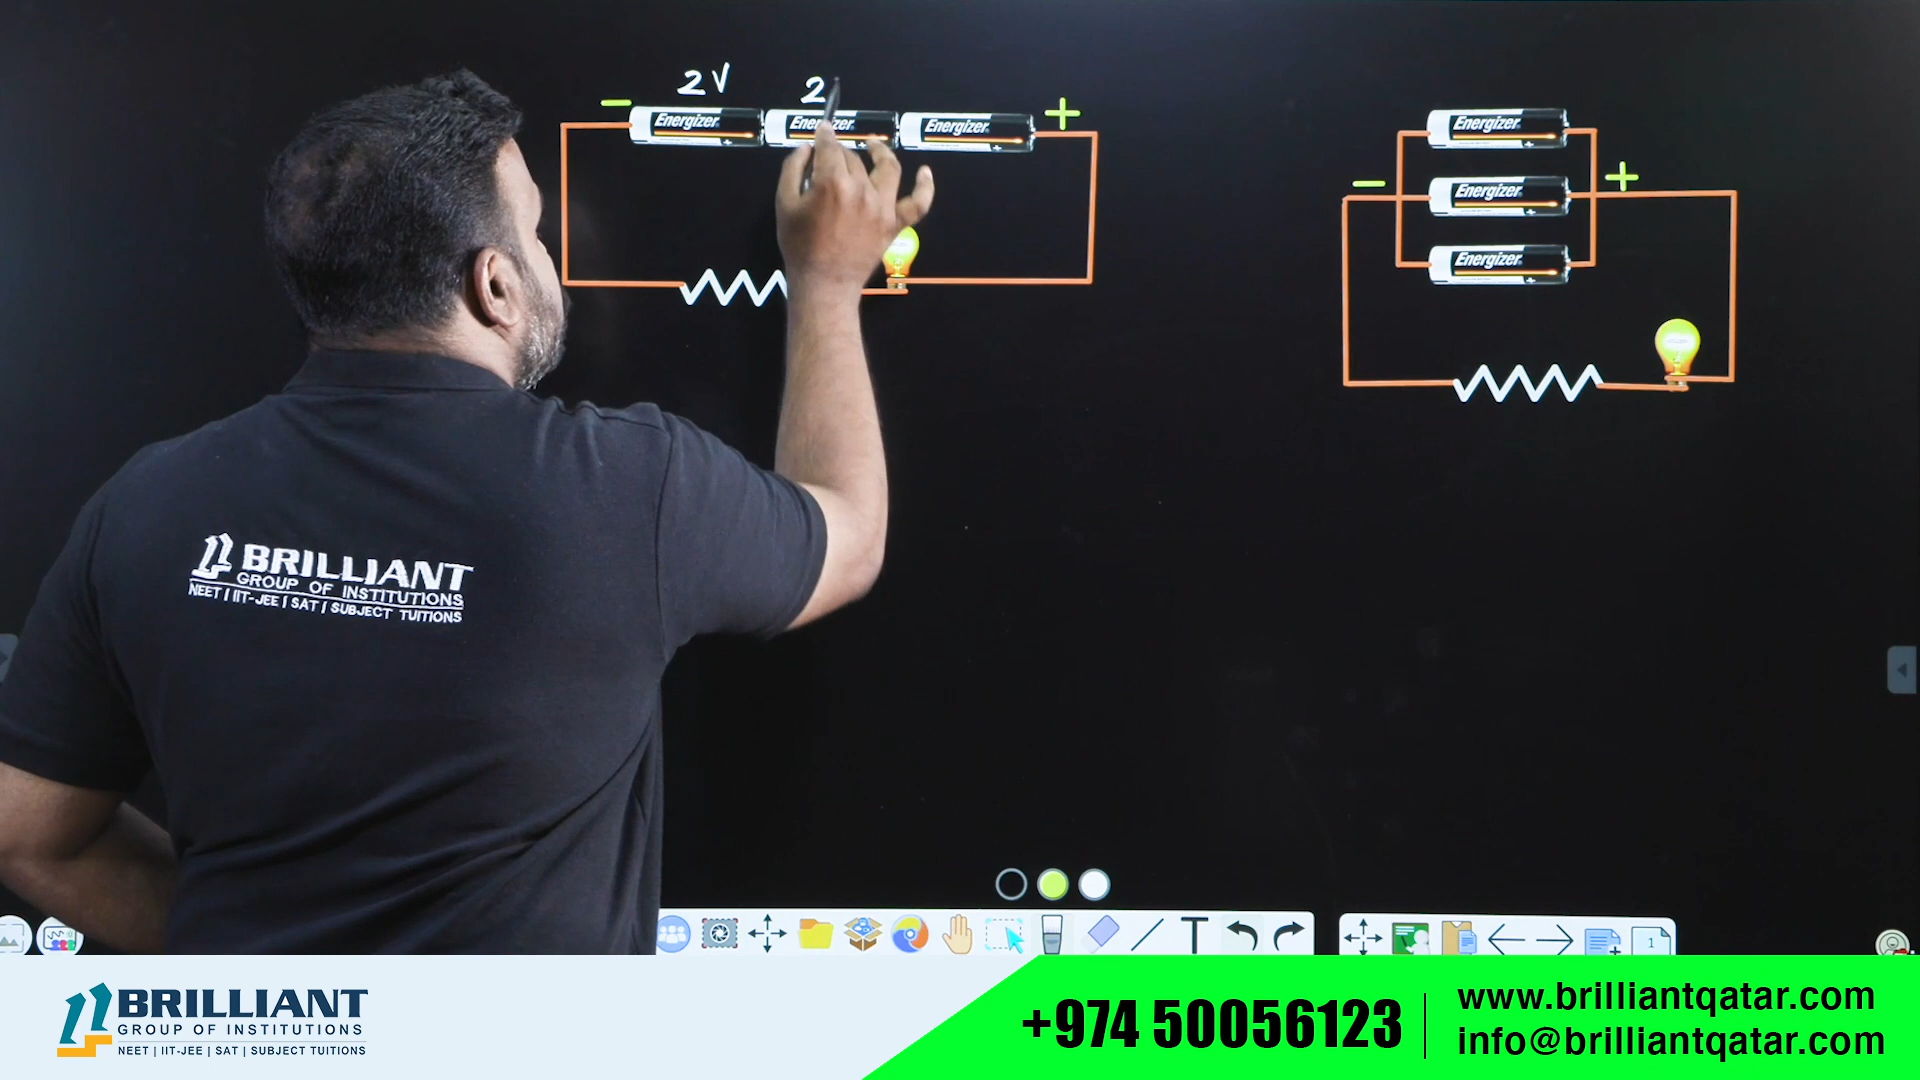 2V 2
− Energizer Energizer Energizer +
Energizer
− Energizer +
Energizer
BRILLIANT
GROUP OF INSTITUTIONS
NEET | IIT-JEE | SAT | SUBJECT TUITIONS
T
1
BRILLIANT
GROUP OF INSTITUTIONS
NEET | IIT-JEE | SAT | SUBJECT TUITIONS
+974 50056123
www.brilliantqatar.com
info@brilliantqatar.com